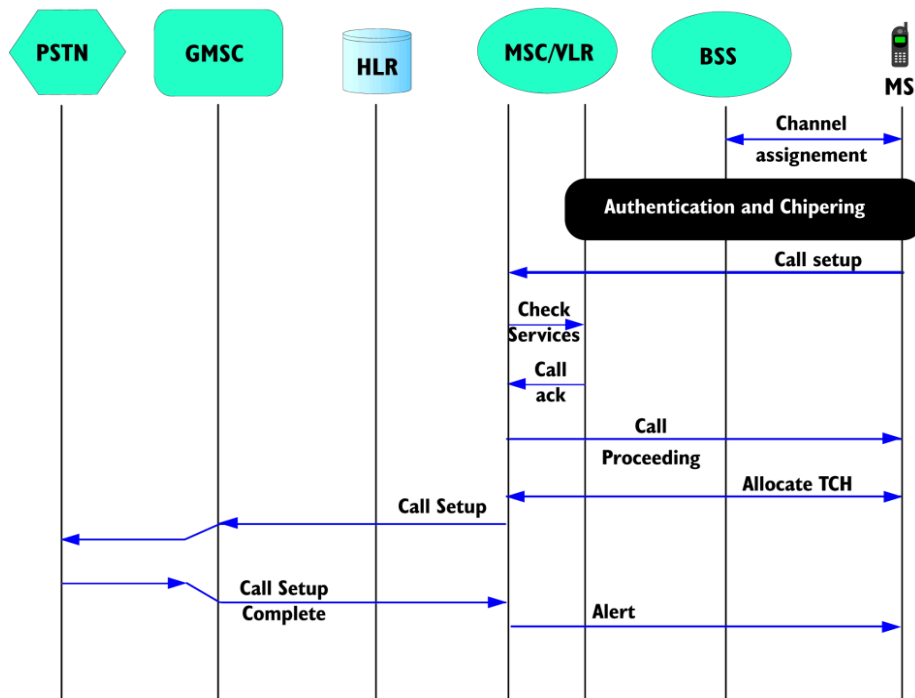 PSTN
GMSC
HLR
MSC/VLR
BSS
MS
Channel
assignement
Authentication and Chipering
Call setup
Check
Services
Call
ack
Call
Proceeding
Allocate TCH
Call Setup
Call Setup
Complete
Alert